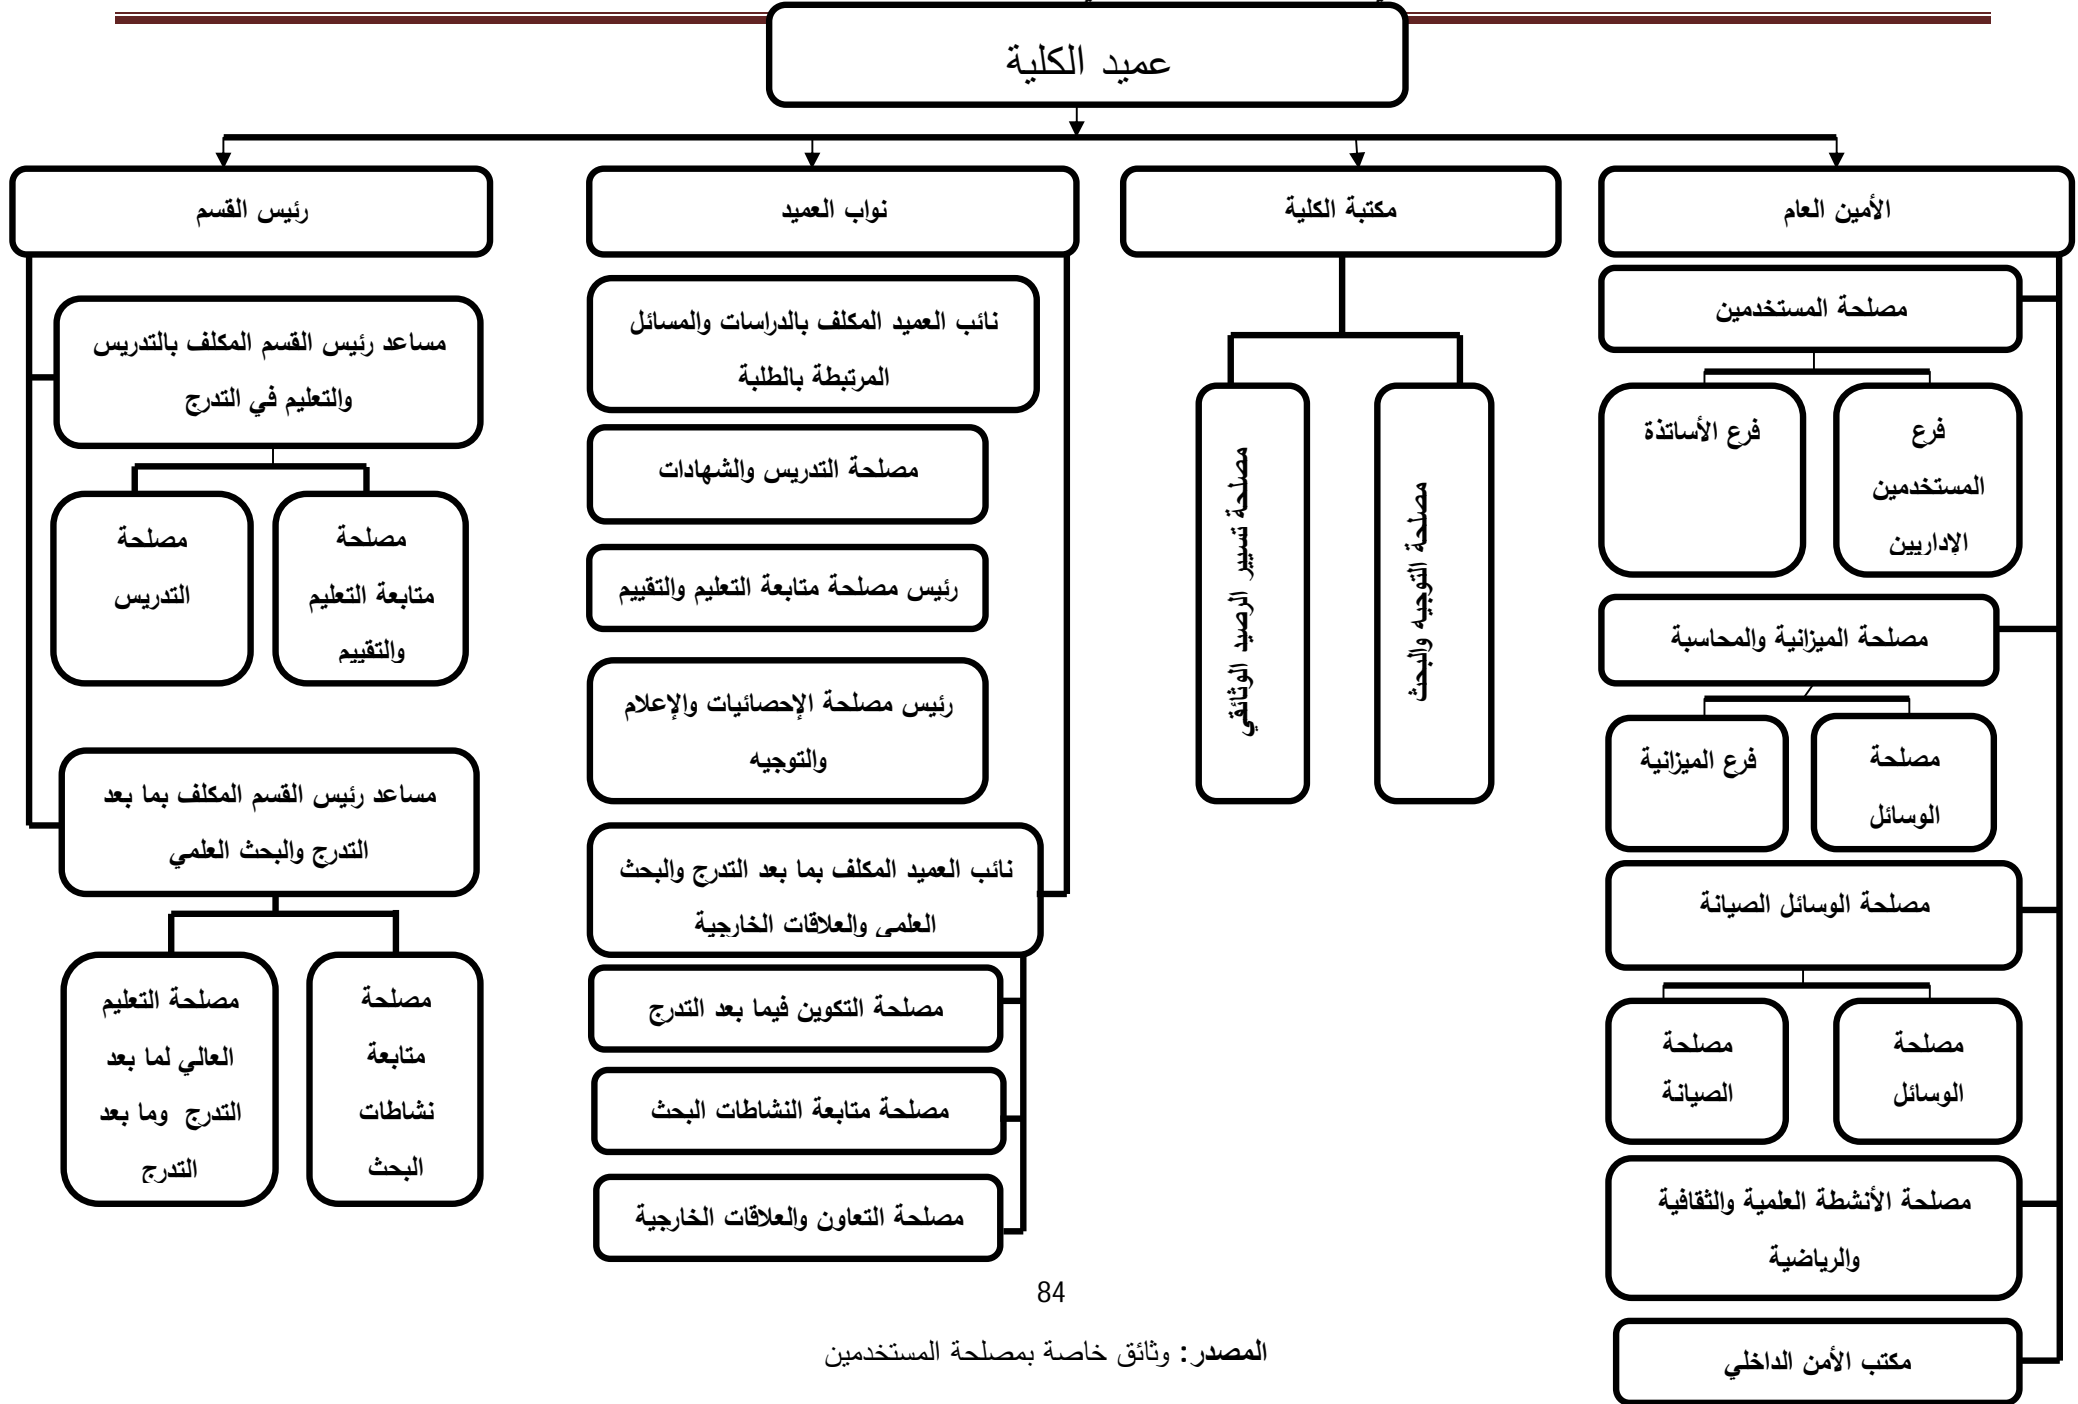 عميد الكلية
الأمين العام
مكتبة الكلية
نواب العميد
رئيس القسم
مصلحة المستخدمين
فرع
المستخدمين
الإداريين
فرع الأساتذة
مصلحة الميزانية والمحاسبة
مصلحة
الوسائل
فرع الميزانية
مصلحة الوسائل الصيانة
مصلحة
الوسائل
مصلحة
الصيانة
مصلحة الأنشطة العلمية والثقافية
والرياضية
مكتب الأمن الداخلي
مصلحة التوجيه والبحث
مصلحة تسيير الرصيد الوثائقي
نائب العميد المكلف بالدراسات والمسائل
المرتبطة بالطلبة
مصلحة التدريس والشهادات
رئيس مصلحة متابعة التعليم والتقييم
رئيس مصلحة الإحصائيات والإعلام
والتوجيه
نائب العميد المكلف بما بعد التدرج والبحث
العلمي والعلاقات الخارجية
مصلحة التكوين فيما بعد التدرج
مصلحة متابعة النشاطات البحث
مصلحة التعاون والعلاقات الخارجية
مساعد رئيس القسم المكلف بالتدريس
والتعليم في التدرج
مصلحة
متابعة التعليم
والتقييم
مصلحة
التدريس
مساعد رئيس القسم المكلف بما بعد
التدرج والبحث العلمي
مصلحة
متابعة
نشاطات
البحث
مصلحة التعليم
العالي لما بعد
التدرج وما بعد
التدرج
84
المصدر: وثائق خاصة بمصلحة المستخدمين